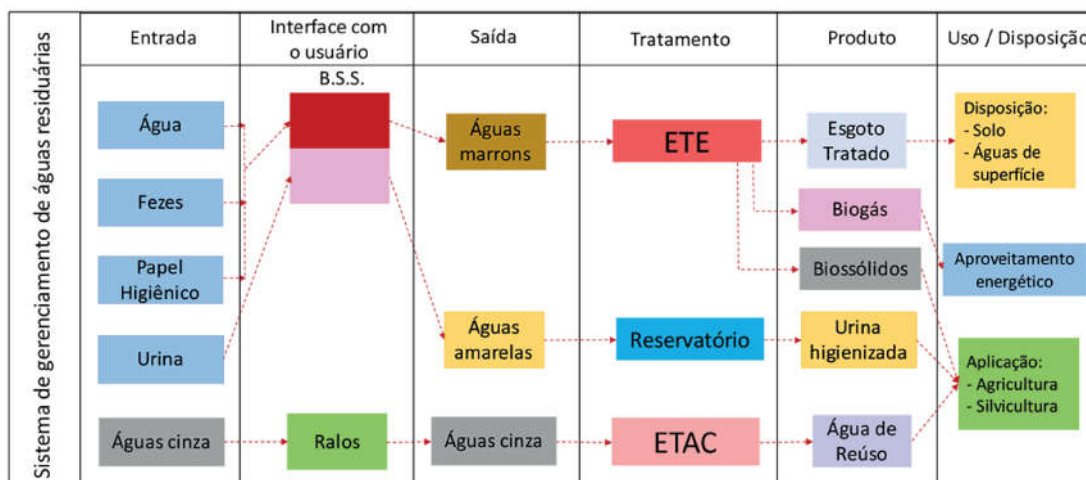 Sistema de gerenciamento de águas residuárias
Entrada
Interface com
o usuário
Saída
Tratamento
Produto
Uso / Disposição
B.S.S.
Água
Fezes
Papel
Higiênico
Urina
Águas cinza
Ralos
Águas
marrons
Águas
amarelas
Águas cinza
ETE
Reservatório
ETAC
Esgoto
Tratado
Biogás
Biossólidos
Urina
higienizada
Água de
Reúso
Disposição:
- Solo
- Águas de
superfície
Aproveitamento
energético
Aplicação:
- Agricultura
- Silvicultura